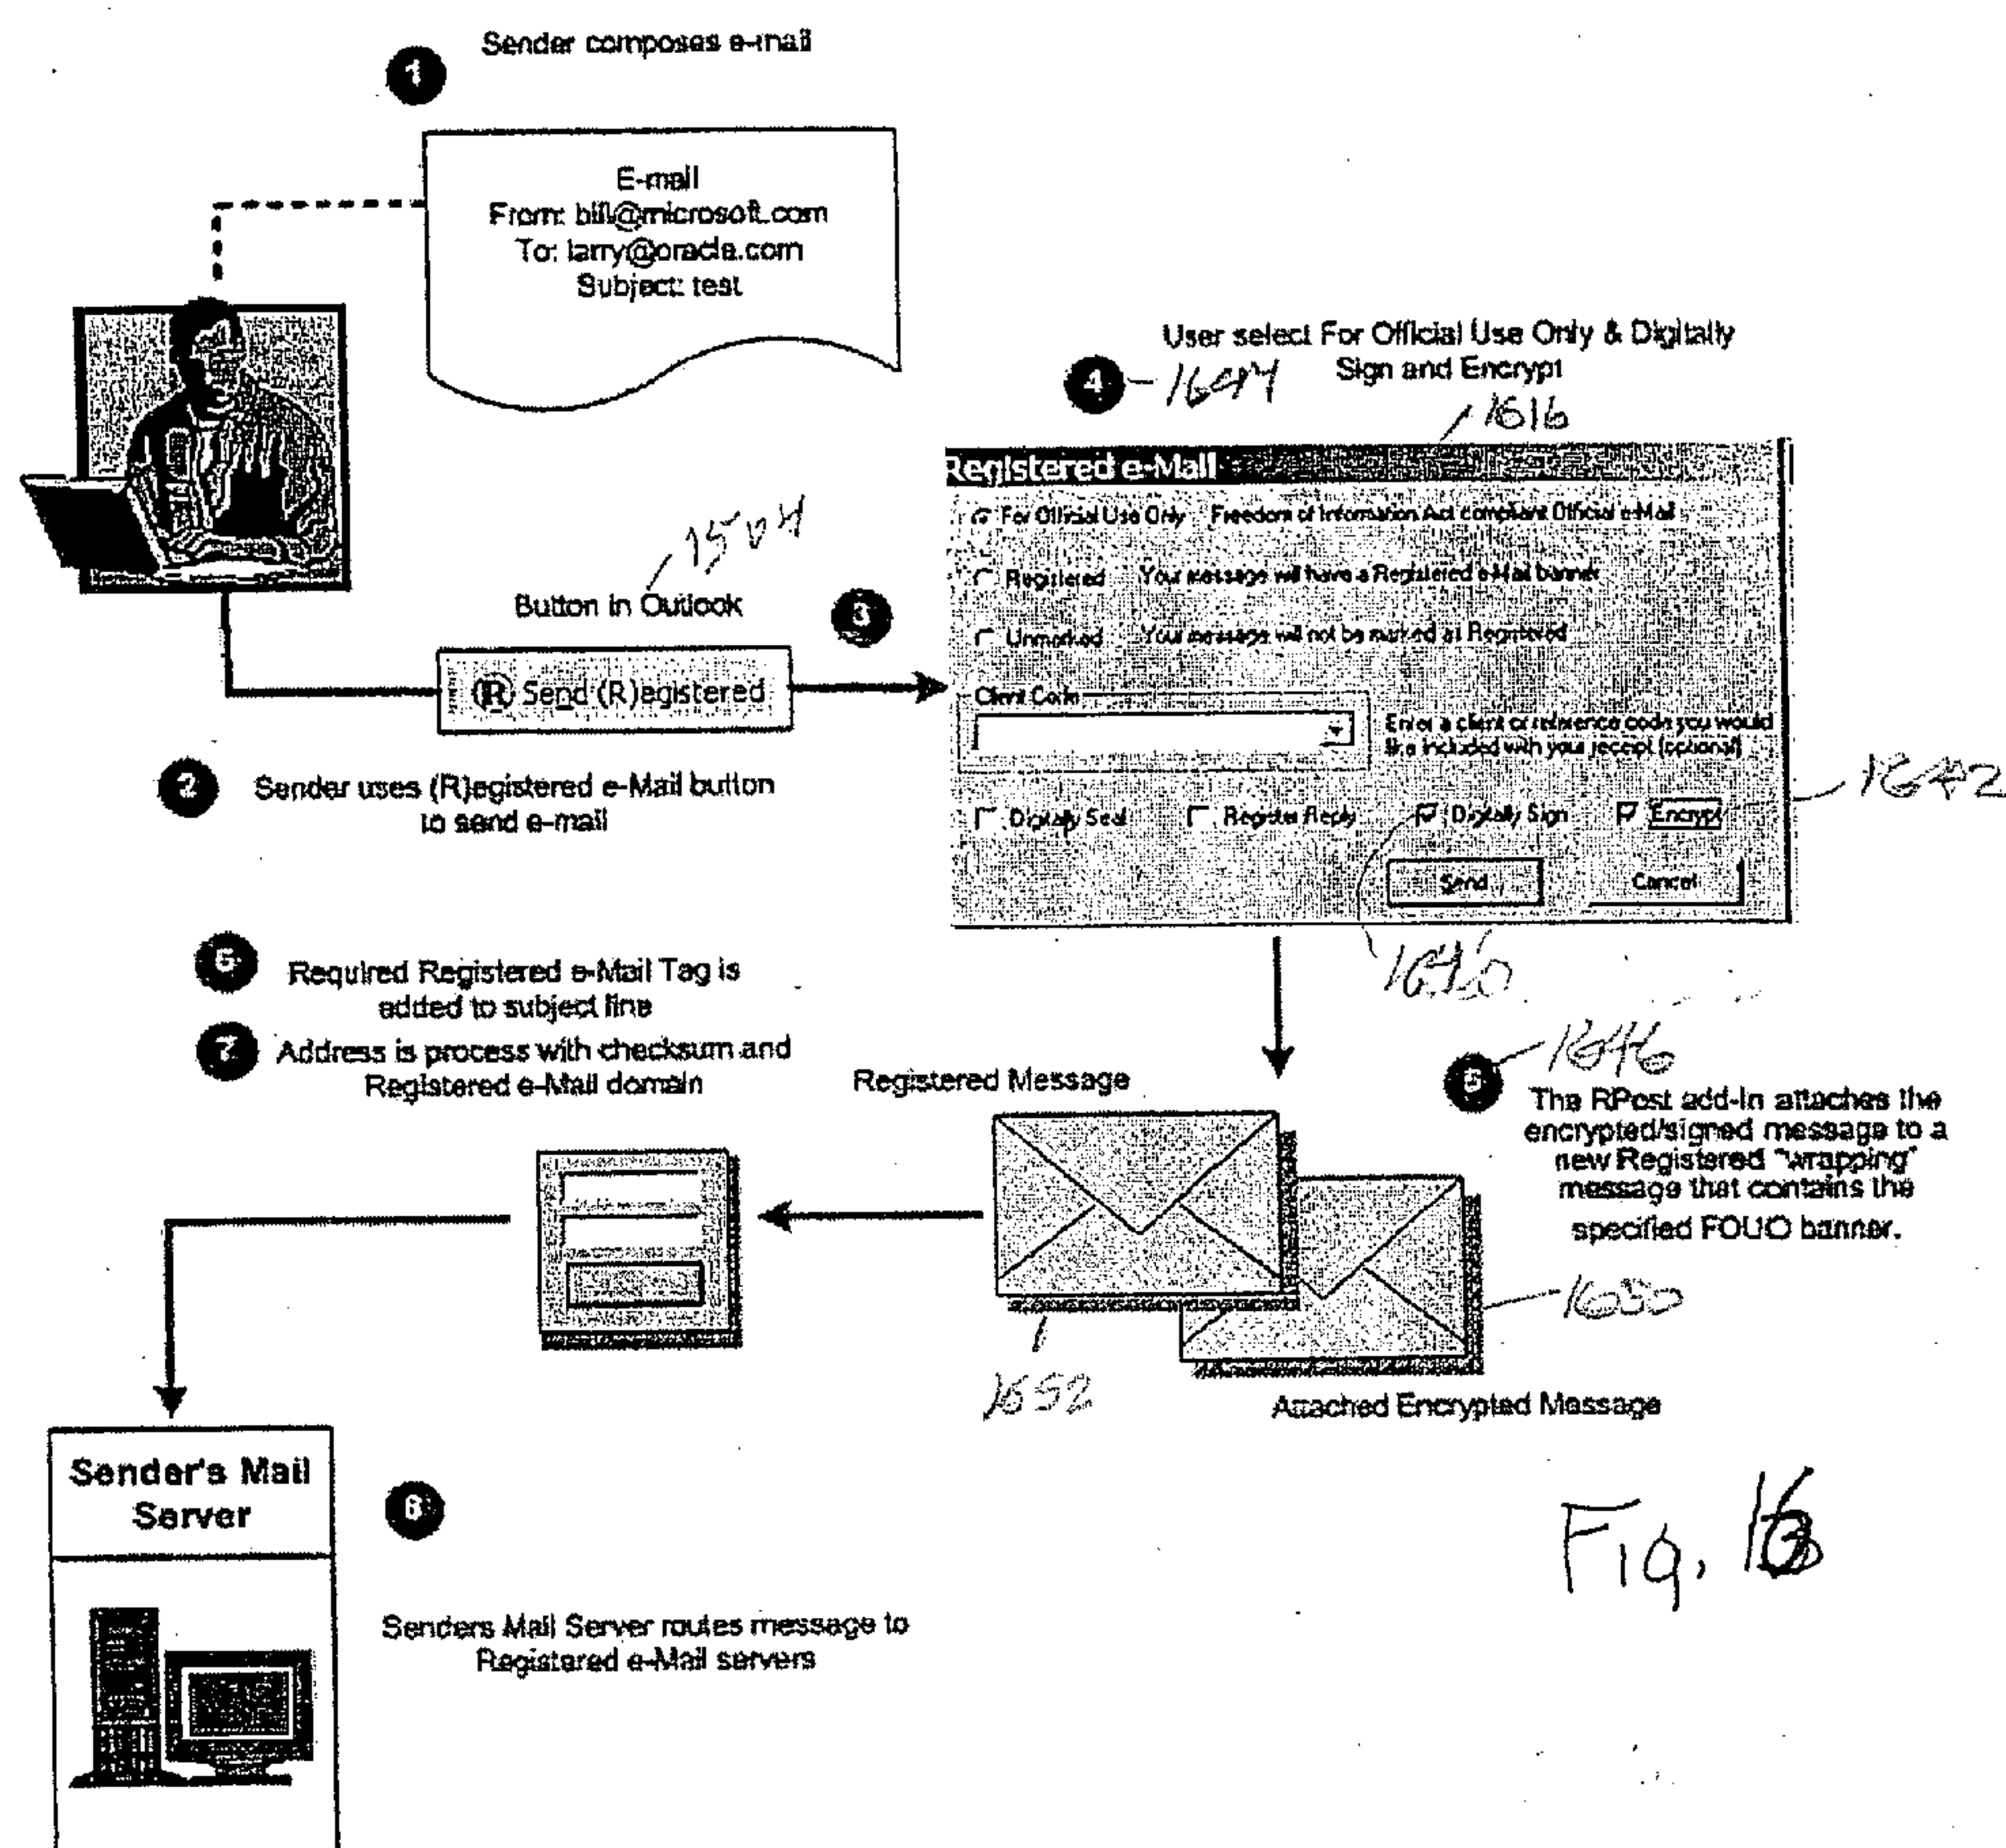 1
Sender composes e-mail
E-mail
From: bill@microsoft.com
To: larry@oracle.com
Subject: test
4
User select For Official Use Only & Digitally
Sign and Encrypt
1616
Registered e-Mail
For Official Use Only Freedom of Information Act compliant Official e-Mail
Registered Your message will have a Registered e-Mail banner
Unmarked Your message will not be marked as Registered
Client Code
Enter a client or reference code you would
like included with your receipt (optional)
Digitally Seal Register Reply Digitally Sign Encrypt
Send Cancel
1642
1640
1504
Button in Outlook
3
(R) Send (R)egistered
2
Sender uses (R)egistered e-Mail button
to send e-mail
Required Registered e-Mail Tag is
added to subject line
7
Address is process with checksum and
Registered e-Mail domain
Registered Message
5
1646
The RPost add-in attaches the
encrypted/signed message to a
new Registered "wrapping"
message that contains the
specified FOUO banner.
1650
1652
Attached Encrypted Message
Sender's Mail
Server
Senders Mail Server routes message to
Registered e-Mail servers
Fig. 16